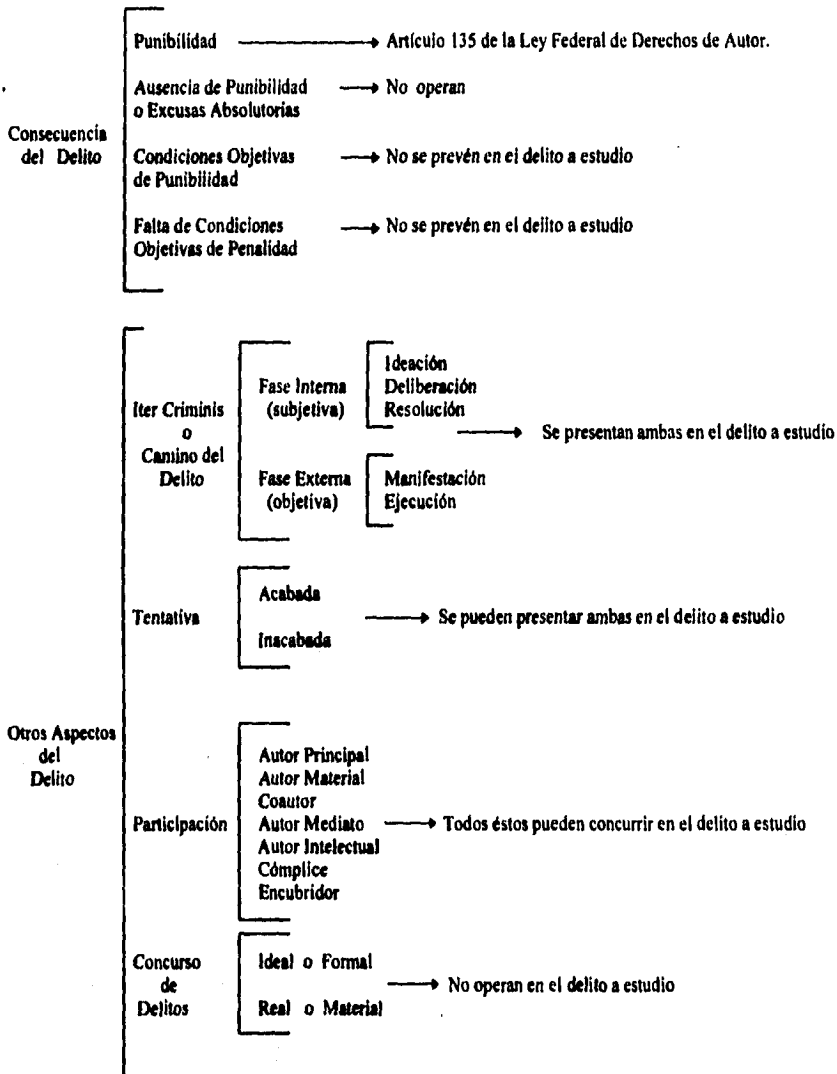 Punibilidad → Artículo 135 de la Ley Federal de Derechos de Autor.
Ausencia de Punibilidad → No operan
o Excusas Absolutorias
Consecuencia
del Delito
Condiciones Objetivas → No se prevén en el delito a estudio
de Punibilidad
Falta de Condiciones → No se prevén en el delito a estudio
Objetivas de Penalidad
Otros Aspectos
del
Delito
Iter Criminis
o
Camino del
Delito
Fase Interna
(subjetiva)
Ideación
Deliberación
Resolución
Fase Externa
(objetiva)
Manifestación
Ejecución
→ Se presentan ambas en el delito a estudio
Tentativa
Acabada
Inacabada
→ Se pueden presentar ambas en el delito a estudio
Participación
Autor Principal
Autor Material
Coautor
Autor Mediato
Autor Intelectual
Cómplice
Encubridor
→ Todos éstos pueden concurrir en el delito a estudio
Concurso
de
Delitos
Ideal o Formal
Real o Material
→ No operan en el delito a estudio